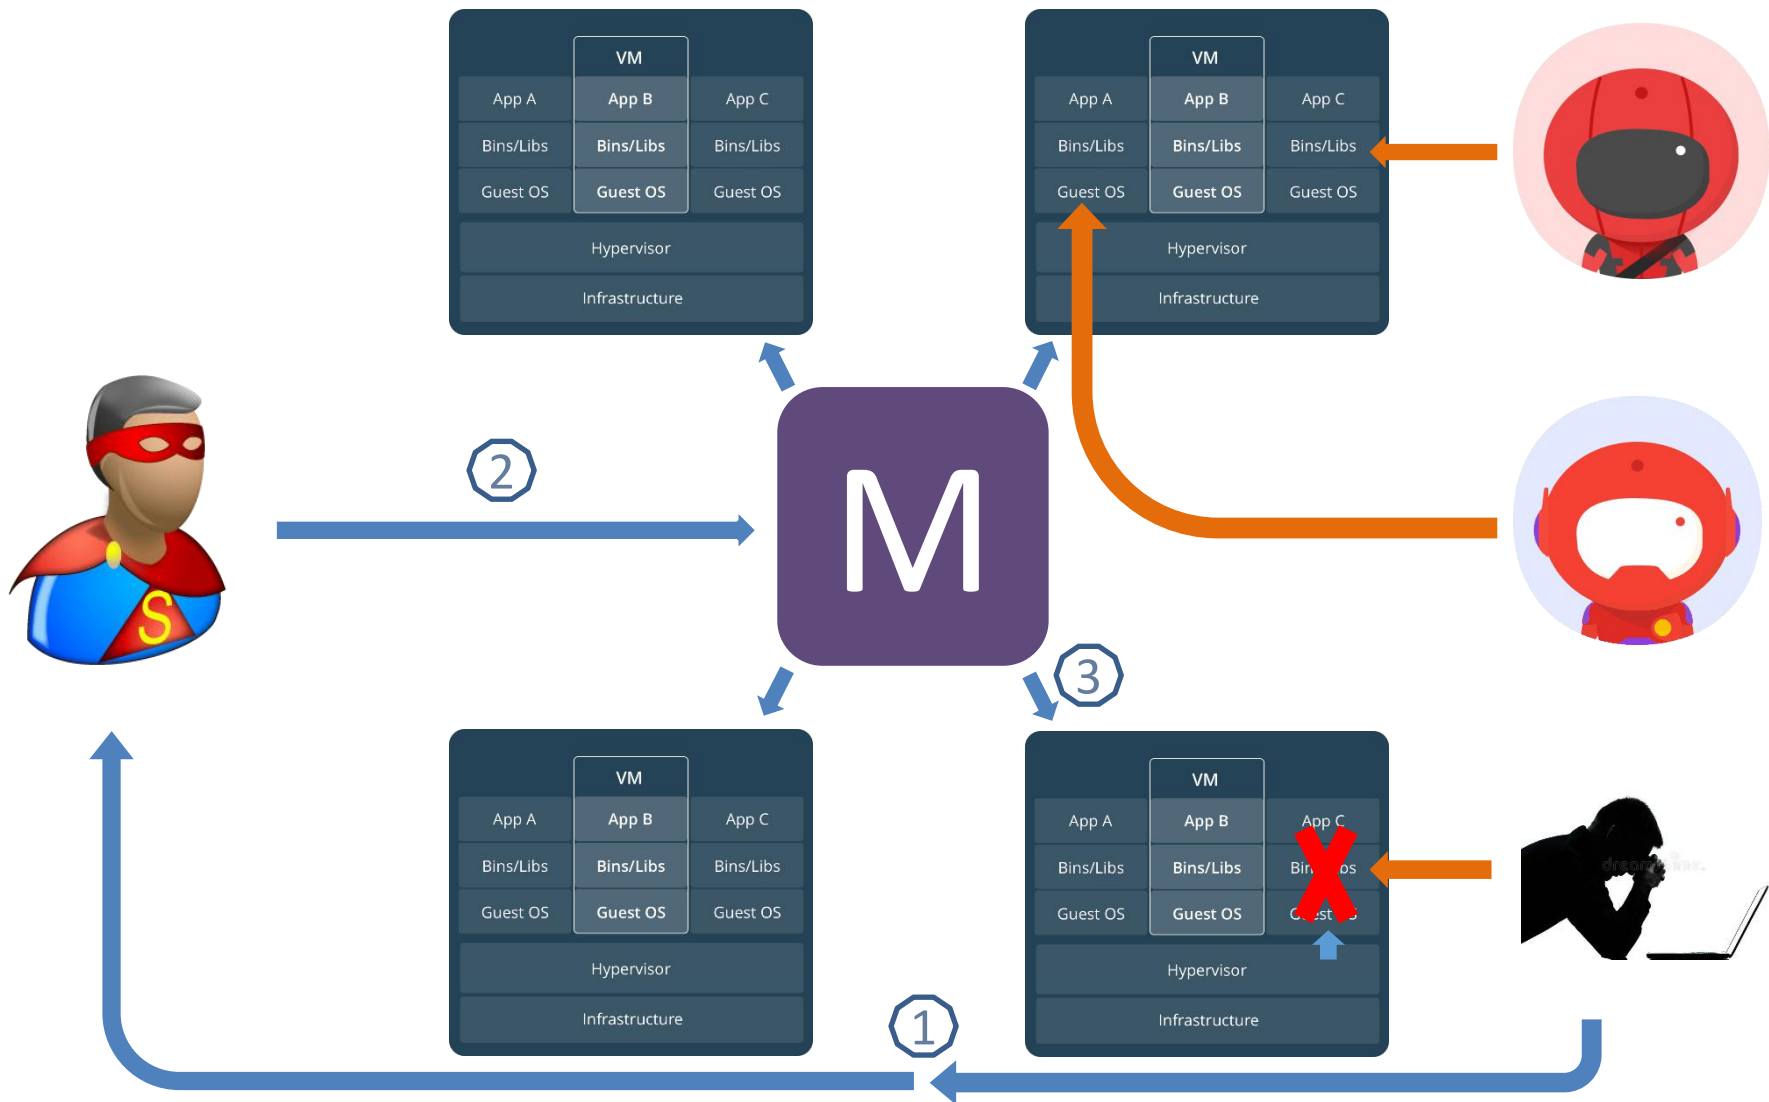 VM
App A App B App C
Bins/Libs Bins/Libs Bins/Libs
Guest OS Guest OS Guest OS
Hypervisor
Infrastructure
VM
App A App B App C
Bins/Libs Bins/Libs Bins/Libs
Guest OS Guest OS Guest OS
Hypervisor
Infrastructure
S
2
M
3
VM
App A App B App C
Bins/Libs Bins/Libs Bins/Libs
Guest OS Guest OS Guest OS
Hypervisor
Infrastructure
VM
App A App B App C
Bins/Libs Bins/Libs
Guest OS Guest OS
Hypervisor
Infrastructure
1